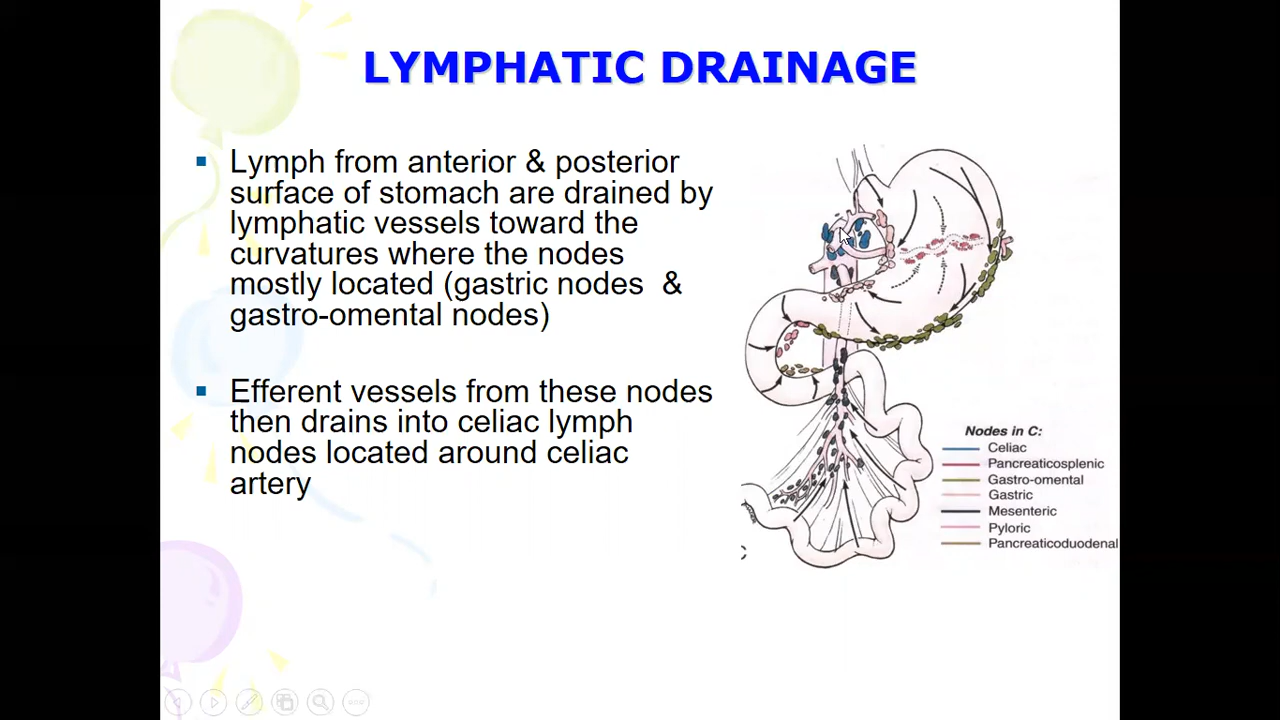 LYMPHATIC DRAINAGE
Lymph from anterior & posterior
surface of stomach are drained by
lymphatic vessels toward the
curvatures where the nodes
mostly located (gastric nodes & 
gastro-omental nodes)
Efferent vessels from these nodes
then drains into celiac lymph
nodes located around celiac
artery
Nodes in C:
Celiac
Pancreaticosplenic
Gastro-omental
Gastric
Mesenteric
Pyloric
Pancreaticoduodenal
C